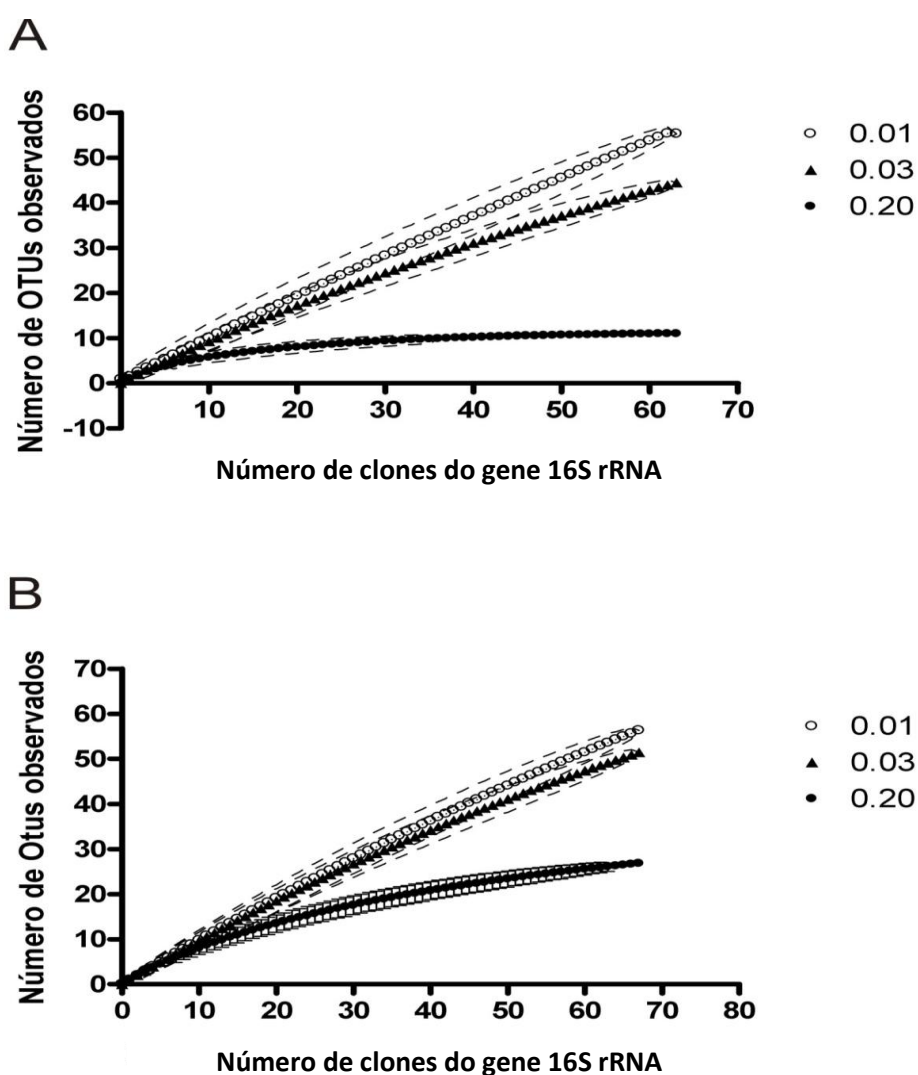 A
Número de OTUs observados
60
50
40
30
20
10
0
-10
10 20 30 40 50 60 70
Número de clones do gene 16S rRNA
0.01
0.03
0.20
B
Número de Otus observados
70
60
50
40
30
20
10
0
0 10 20 30 40 50 60 70 80
Número de clones do gene 16S rRNA
0.01
0.03
0.20